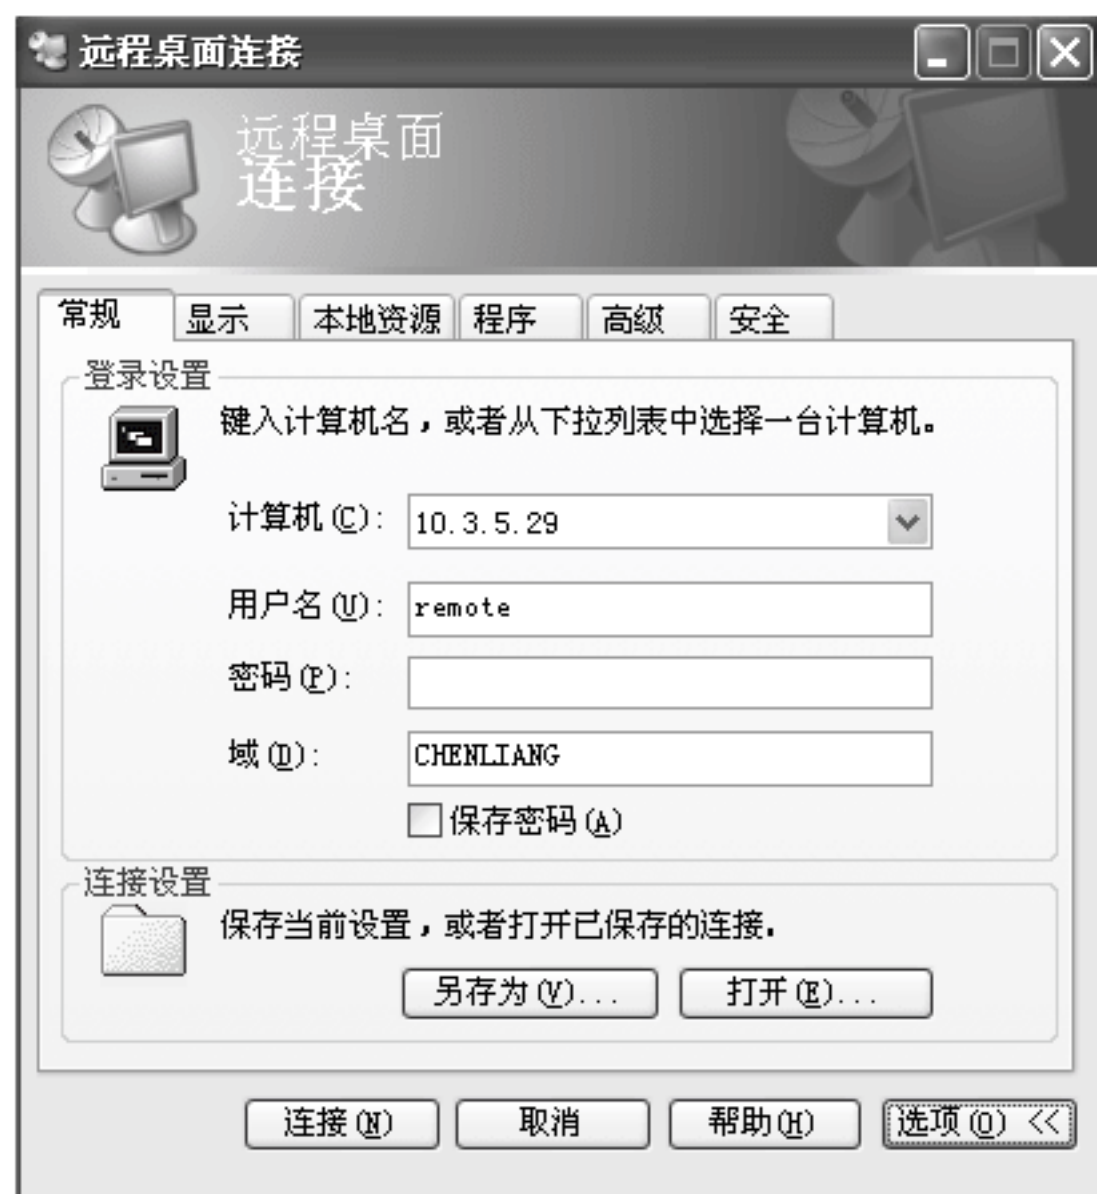 远程桌面连接
远程桌面
连接
常规 显示 本地资源 程序 高级 安全
登录设置
键入计算机名，或者从下拉列表中选择一台计算机。
计算机(C): 10.3.5.29
用户名(U): remote
密码(P):
域(D): CHENLIANG
保存密码(A)
连接设置
保存当前设置，或者打开已保存的连接。
另存为(V)... 打开(E)...
连接(N) 取消 帮助(H) 选项(O) <<